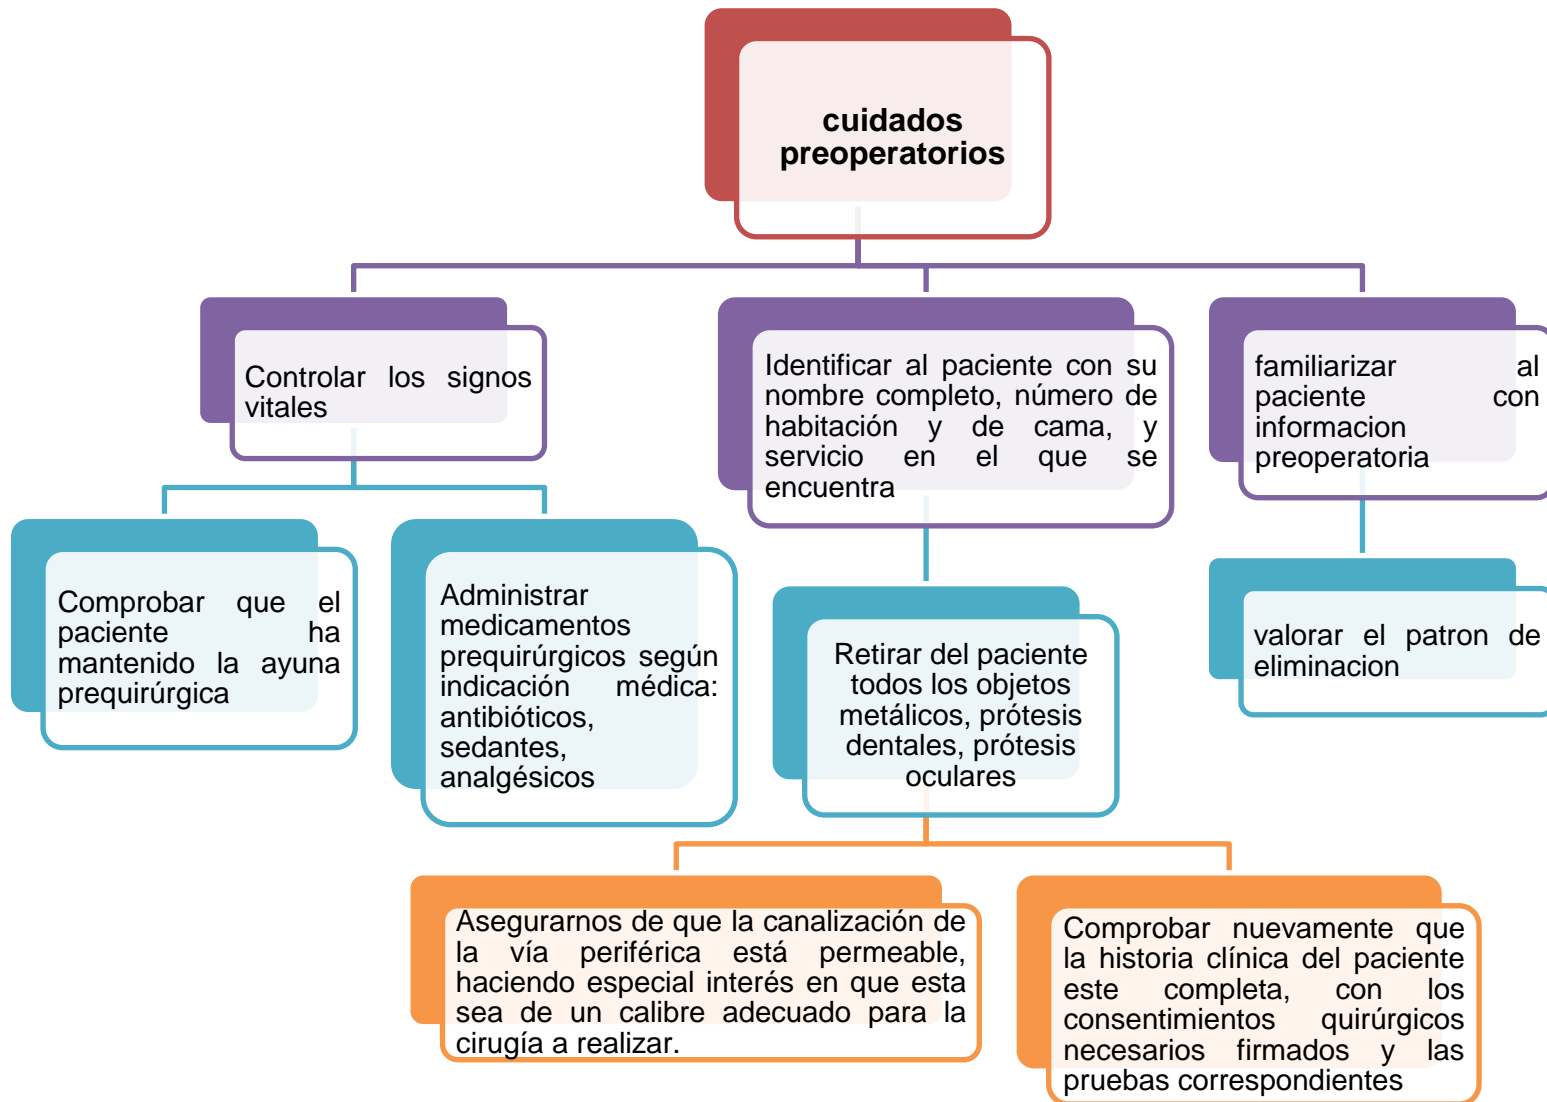 cuidados
preoperatorios
Controlar los signos
vitales
Identificar al paciente con su
nombre completo, número de
habitación y de cama, y
servicio en el que se
encuentra
familiarizar al
paciente con
informacion
preoperatoria
Comprobar que el
paciente ha
mantenido la ayuna
prequirúrgica
Administrar
medicamentos
prequirúrgicos según
indicación médica:
antibióticos,
sedantes,
analgésicos
Retirar del paciente
todos los objetos
metálicos, prótesis
dentales, prótesis
oculares
valorar el patron de
eliminacion
Asegurarnos de que la canalización de
la vía periférica está permeable,
haciendo especial interés en que esta
sea de un calibre adecuado para la
cirugía a realizar.
Comprobar nuevamente que
la historia clínica del paciente
este completa, con los
consentimientos quirúrgicos
necesarios firmados y las
pruebas correspondientes